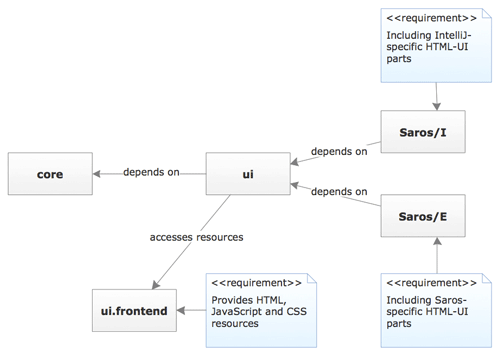 <<requirement>>
Including IntelliJ-
specific HTML-UI
parts
Saros/I
depends on
core
depends on
ui
depends on
Saros/E
accesses resources
ui.frontend
<<requirement>>
Provides HTML,
JavaScript and CSS
resources
<<requirement>>
Including Saros-
specific HTML-UI
parts